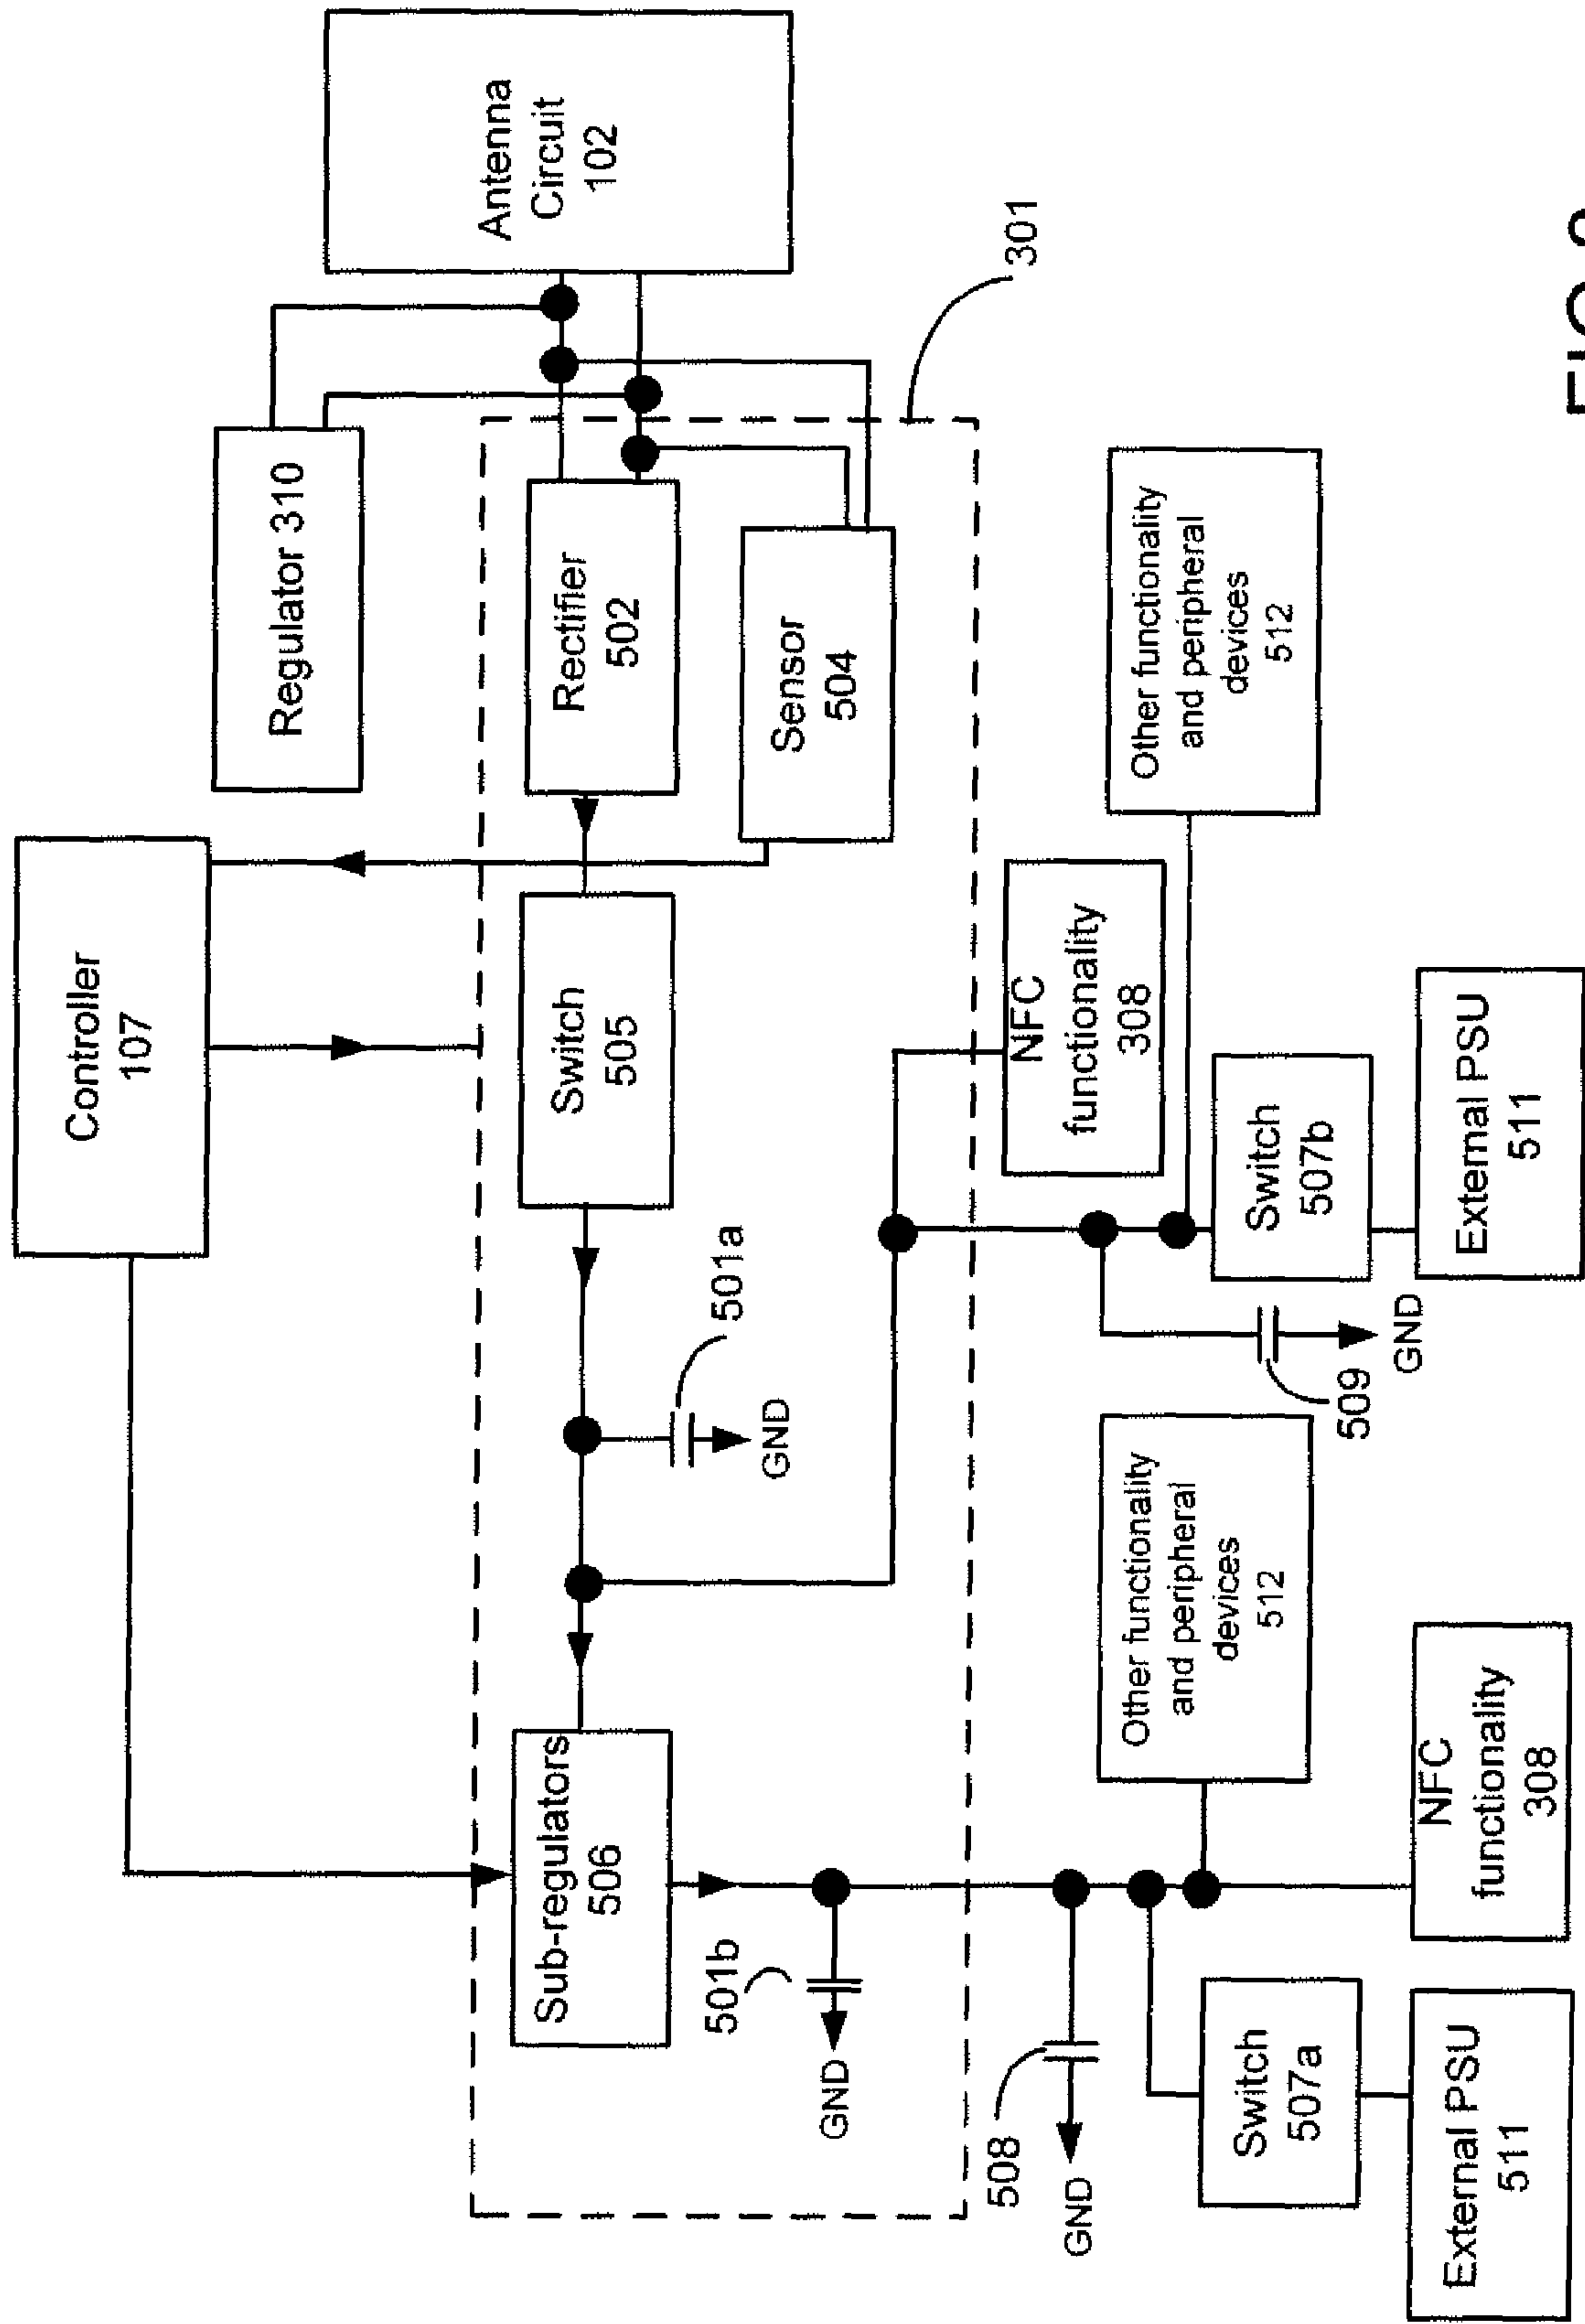 Controller
107
Regulator 310
Antenna
Circuit
102
Sub-regulators
506
Switch
505
Rectifier
502
501b
501a
GND
GND
Sensor
504
301
508
GND
Other functionality
and peripheral
devices
512
NFC
functionality
308
Other functionality
and peripheral
devices
512
Switch
507a
509
GND
Switch
507b
External PSU
511
NFC
functionality
308
External PSU
511
FIG